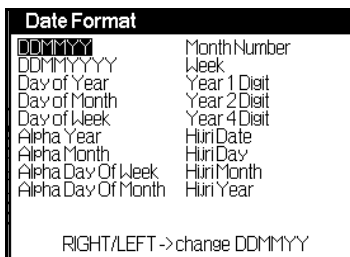 Date Format
DDMMYY Month Number
DDMMYYYY Week
Day of Year Year 1 Digit
Day of Month Year 2 Digit
Day of Week Year 4 Digit
Alpha Year Hijri Date
Alpha Month Hijri Day
Alpha Day Of Week Hijri Month
Alpha Day Of Month Hijri Year
RIGHT/LEFT -> change DDMMYY